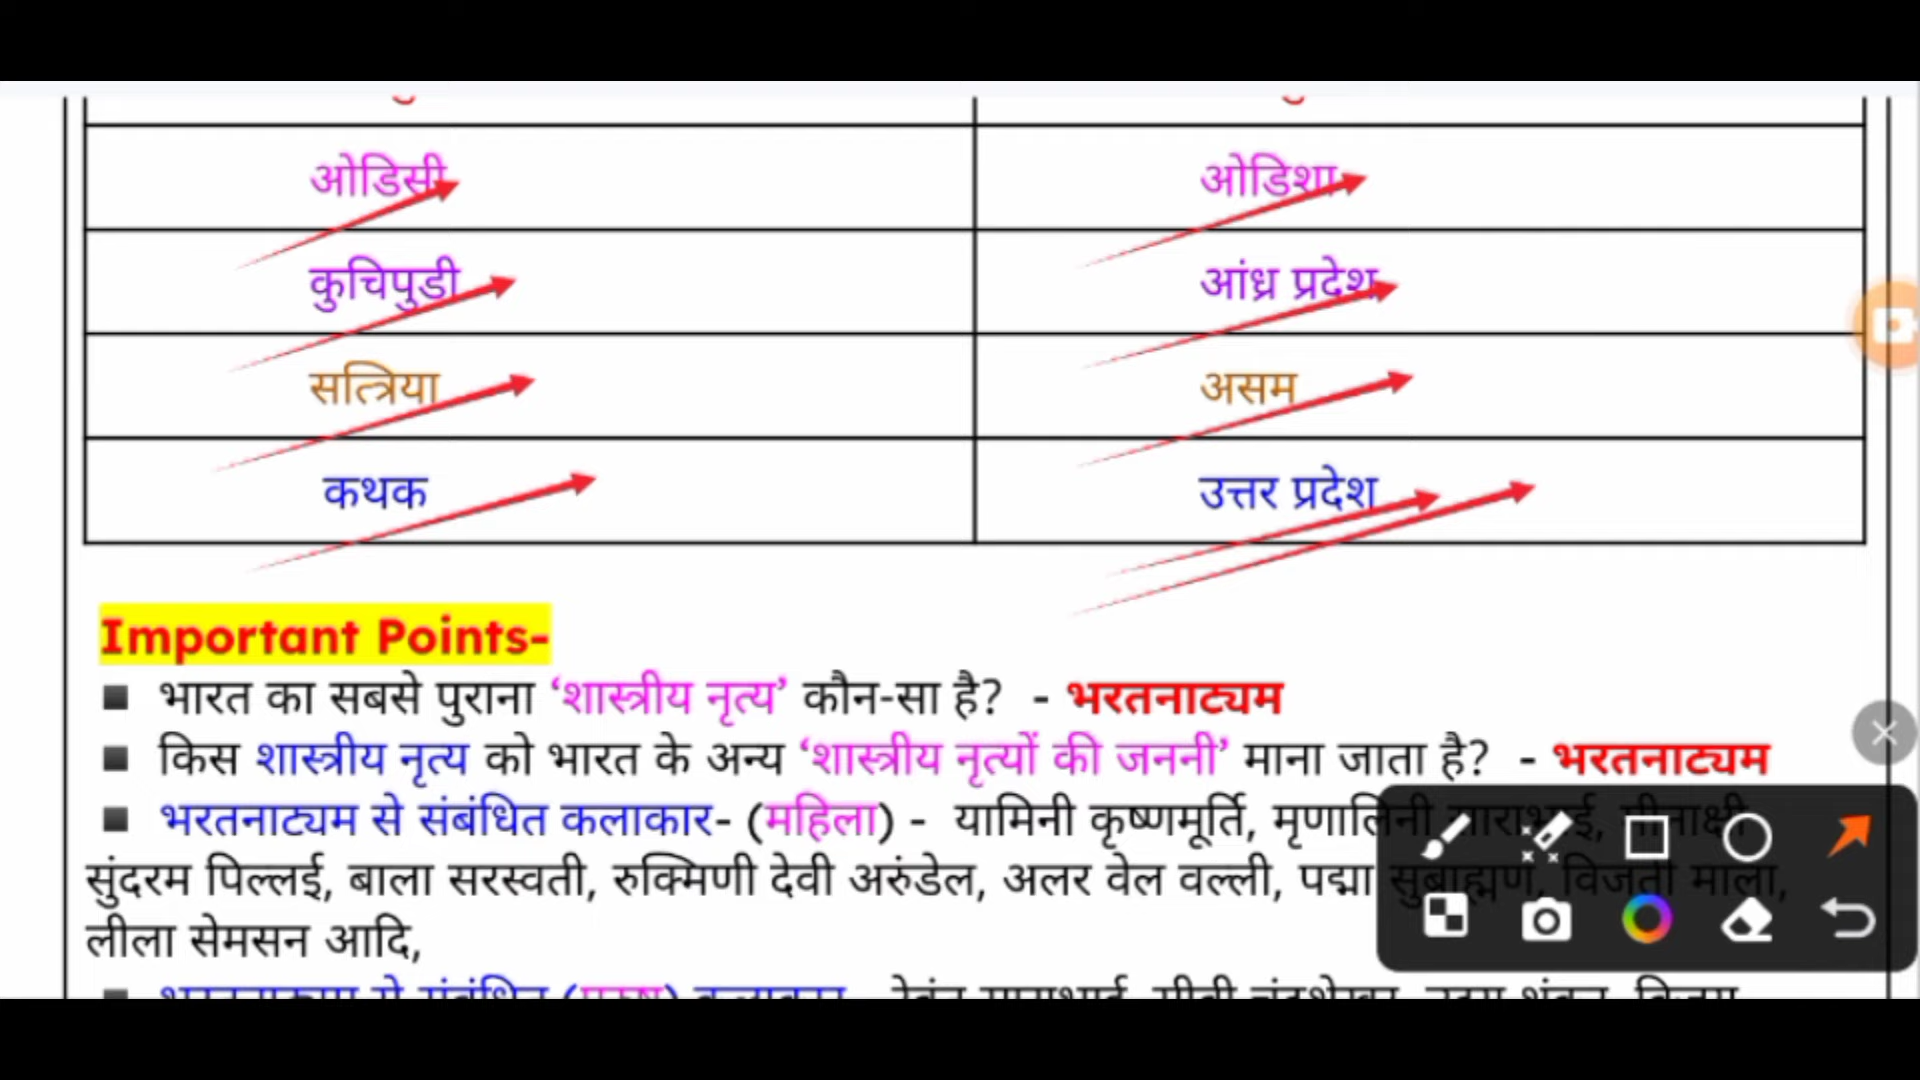 ओडिसी ओडिशा
कुचिपुडी आंध्र प्रदेश
सत्त्रिया असम
कथक उत्तर प्रदेश
Important Points-
▪ भारत का सबसे पुराना ‘शास्त्रीय नृत्य’ कौन-सा है? - भरतनाट्यम
▪ किस शास्त्रीय नृत्य को भारत के अन्य ‘शास्त्रीय नृत्यों की जननी’ माना जाता है? - भरतनाट्यम
▪ भरतनाट्यम से संबंधित कलाकार- (महिला) - यामिनी कृष्णमूर्ति, मृणालिनी साराभाई, मीनाक्षी
सुंदरम पिल्लई, बाला सरस्वती, रुक्मिणी देवी अरुंडेल, अलर वेल वल्ली, पद्मा माला,
लीला सेमसन आदि,